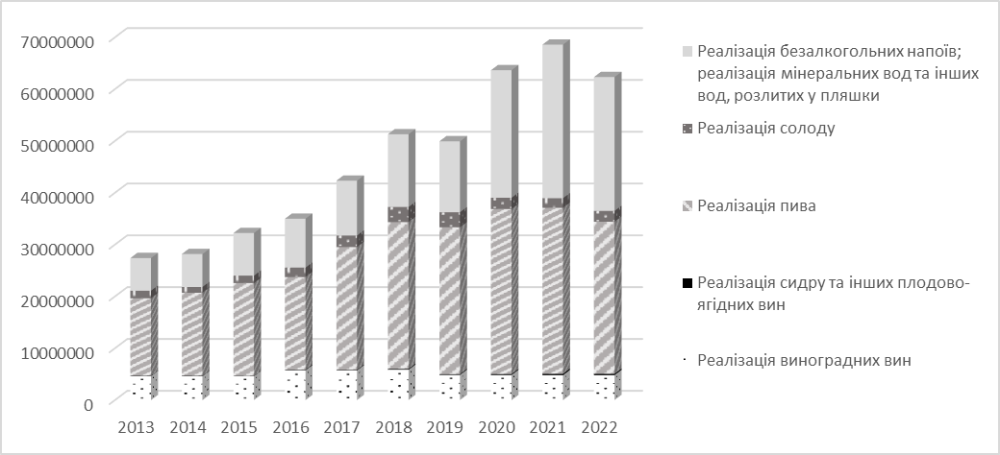 70000000
60000000
50000000
40000000
30000000
20000000
10000000
0
2013 2014 2015 2016 2017 2018 2019 2020 2021 2022
Реалізація безалкогольних напоїв;
реалізація мінеральних вод та інших
вод, розлитих у пляшки
Реалізація солоду
Реалізація пива
Реалізація сидру та інших плодово-
ягідних вин
Реалізація виноградних вин